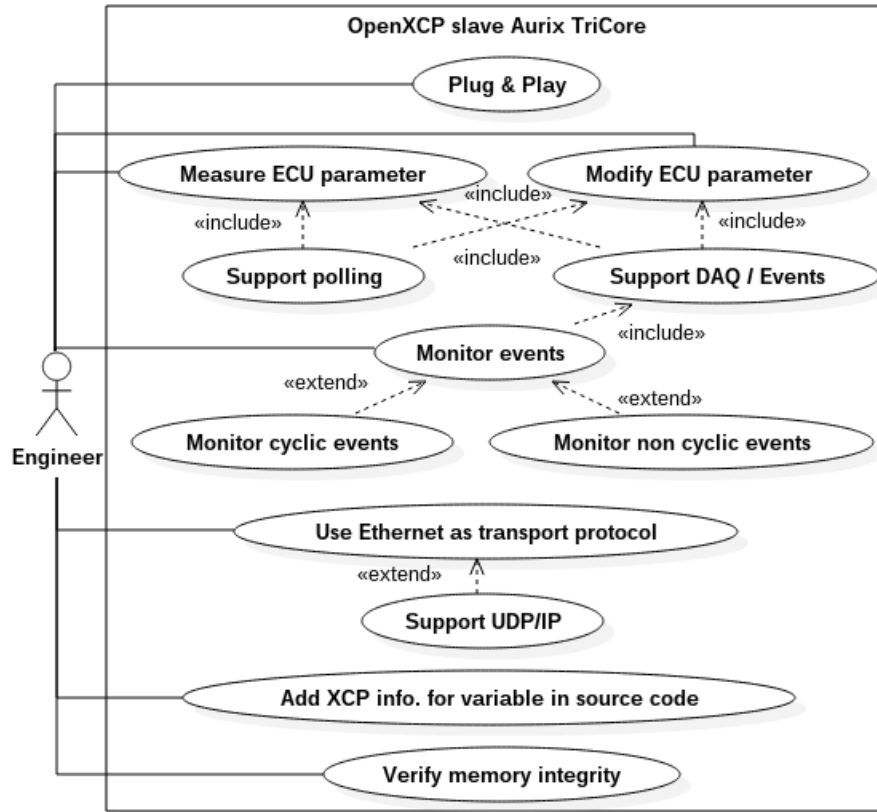 OpenXCP slave Aurix TriCore
Plug & Play
Measure ECU parameter
Modify ECU parameter
«include»
«include»
«include»
«include»
Support polling
Support DAQ / Events
«include»
Monitor events
«extend»
«extend»
Monitor cyclic events
Monitor non cyclic events
Engineer
Use Ethernet as transport protocol
«extend»
Support UDP/IP
Add XCP info. for variable in source code
Verify memory integrity